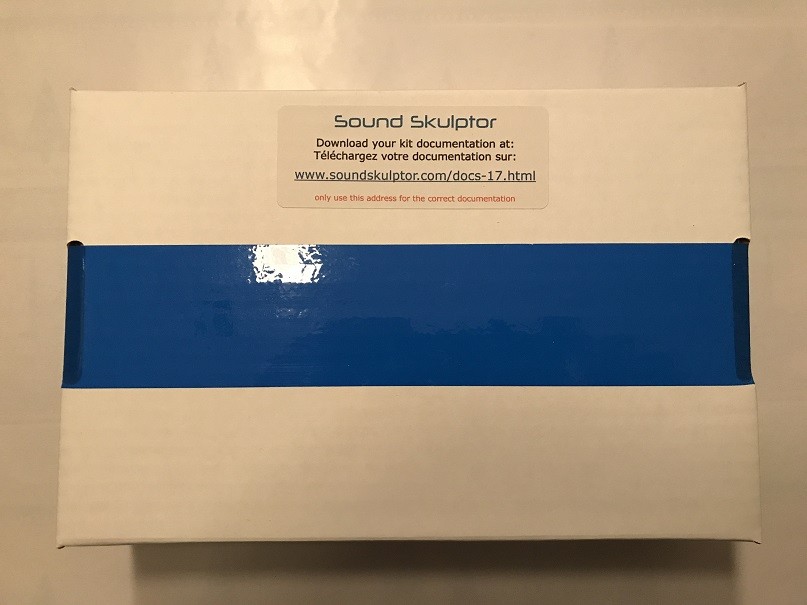 Sound Skulptor
Download your kit documentation at:
Téléchargez votre documentation sur:
www.soundskulptor.com/docs-17.html
only use this address for the correct documentation